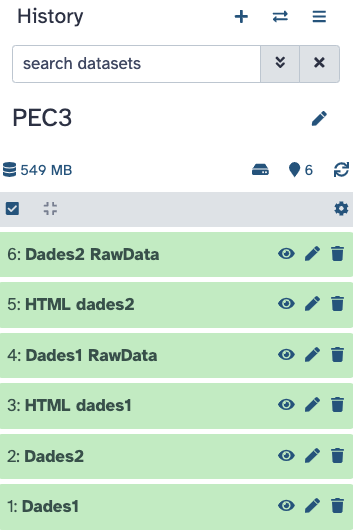 History
search datasets
PEC3
549 MB
6
6: Dades2 RawData
5: HTML dades2
4: Dades1 RawData
3: HTML dades1
2: Dades2
1: Dades1